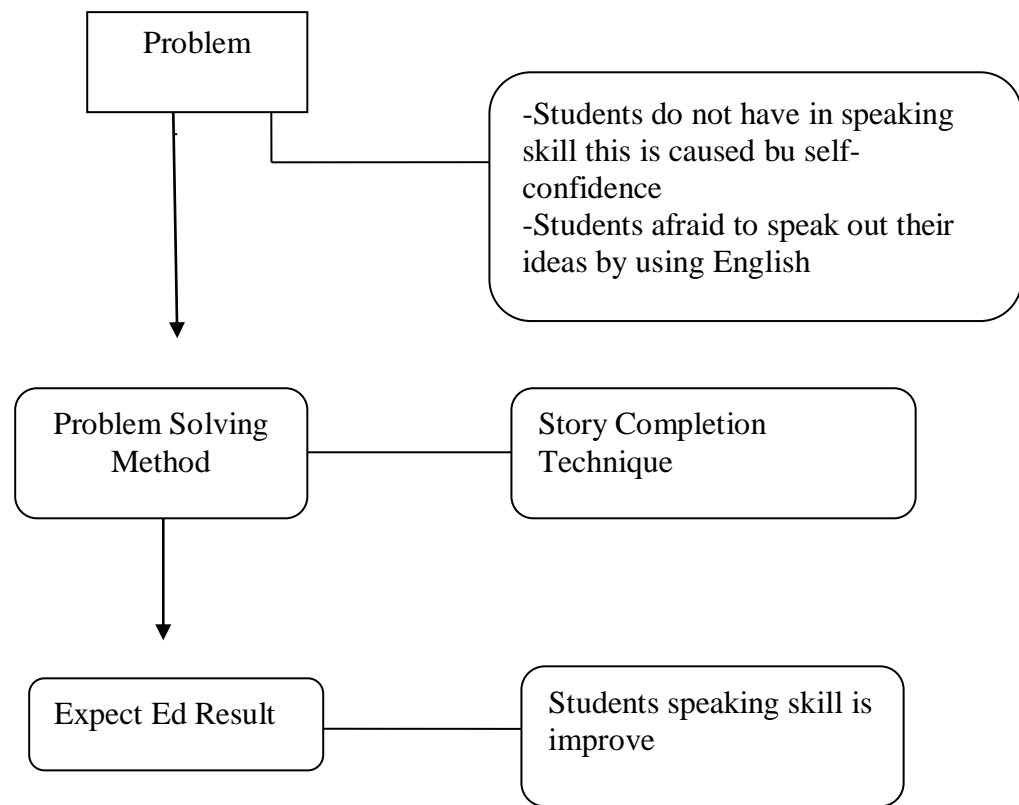 Problem
-Students do not have in speaking
skill this is caused bu self-
confidence
-Students afraid to speak out their
ideas by using English
Problem Solving
Method
Story Completion
Technique
Expect Ed Result
Students speaking skill is
improve